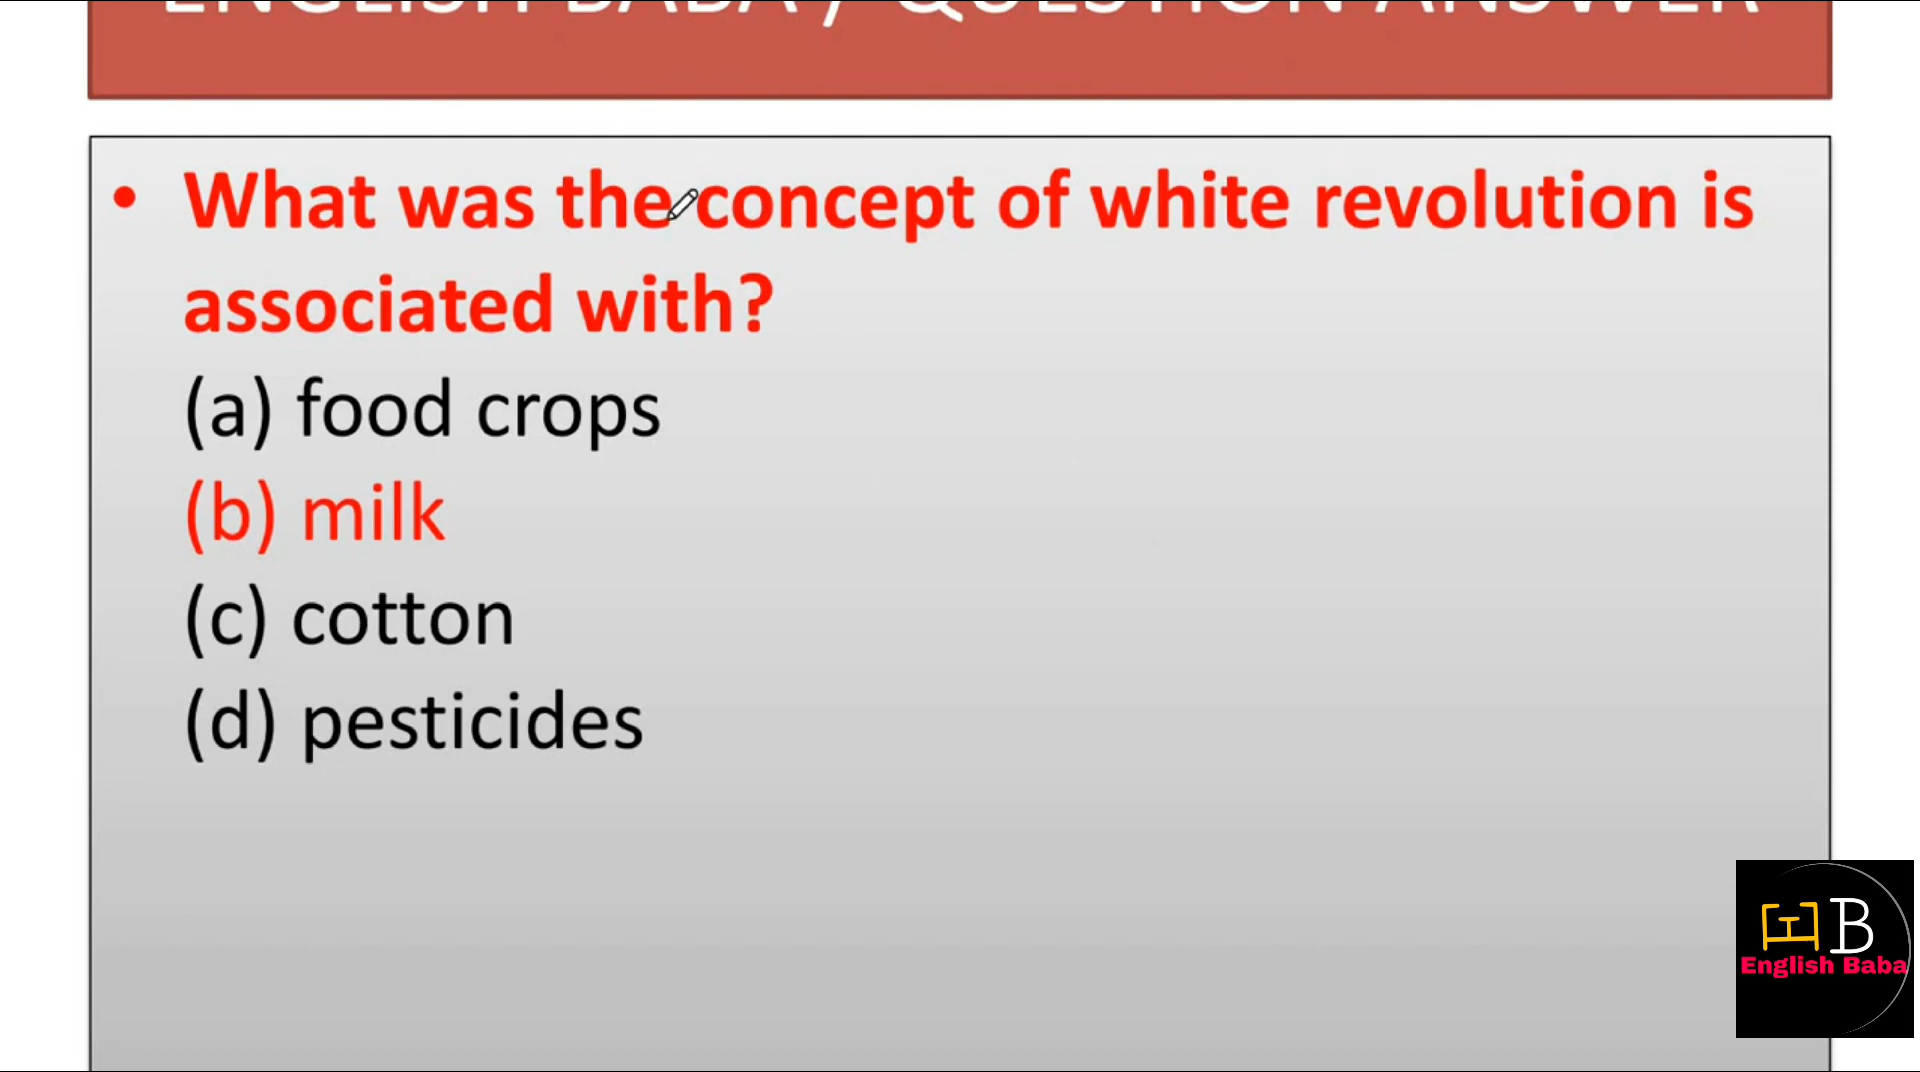 ENGLISH BABA / QUESTION ANSWER
• What was the concept of white revolution is
associated with?
(a) food crops
(b) milk
(c) cotton
(d) pesticides
EB
English Baba